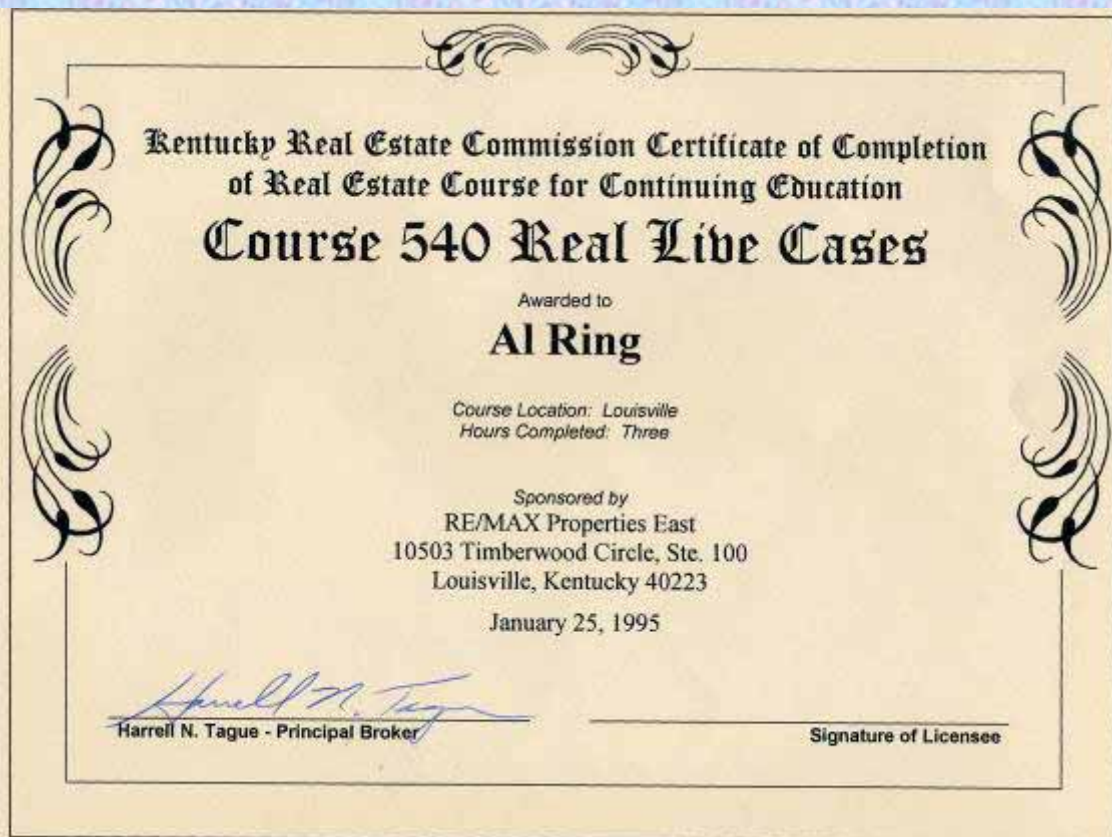 Kentucky Real Estate Commission Certificate of Completion
of Real Estate Course for Continuing Education
Course 540 Real Live Cases
Awarded to
Al Ring
Course Location: Louisville
Hours Completed: Three
Sponsored by
RE/MAX Properties East
10503 Timberwood Circle, Ste. 100
Louisville, Kentucky 40223
January 25, 1995
Harrell N. Tague
Harrell N. Tague - Principal Broker
Signature of Licensee